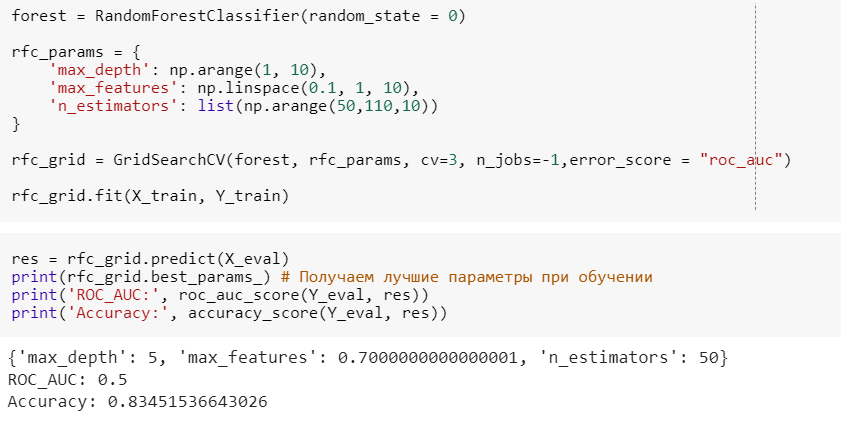 forest = RandomForestClassifier(random_state = 0)
rfc_params = {
    'max_depth': np.arange(1, 10),
    'max_features': np.linspace(0.1, 1, 10),
    'n_estimators': list(np.arange(50,110,10))
}
rfc_grid = GridSearchCV(forest, rfc_params, cv=3, n_jobs=-1,error_score = "roc_auc")
rfc_grid.fit(X_train, Y_train)
res = rfc_grid.predict(X_eval)
print(rfc_grid.best_params_) # Получаем лучшие параметры при обучении
print('ROC_AUC:', roc_auc_score(Y_eval, res))
print('Accuracy:', accuracy_score(Y_eval, res))
{'max_depth': 5, 'max_features': 0.7000000000000001, 'n_estimators': 50}
ROC_AUC: 0.5
Accuracy: 0.83451536643026